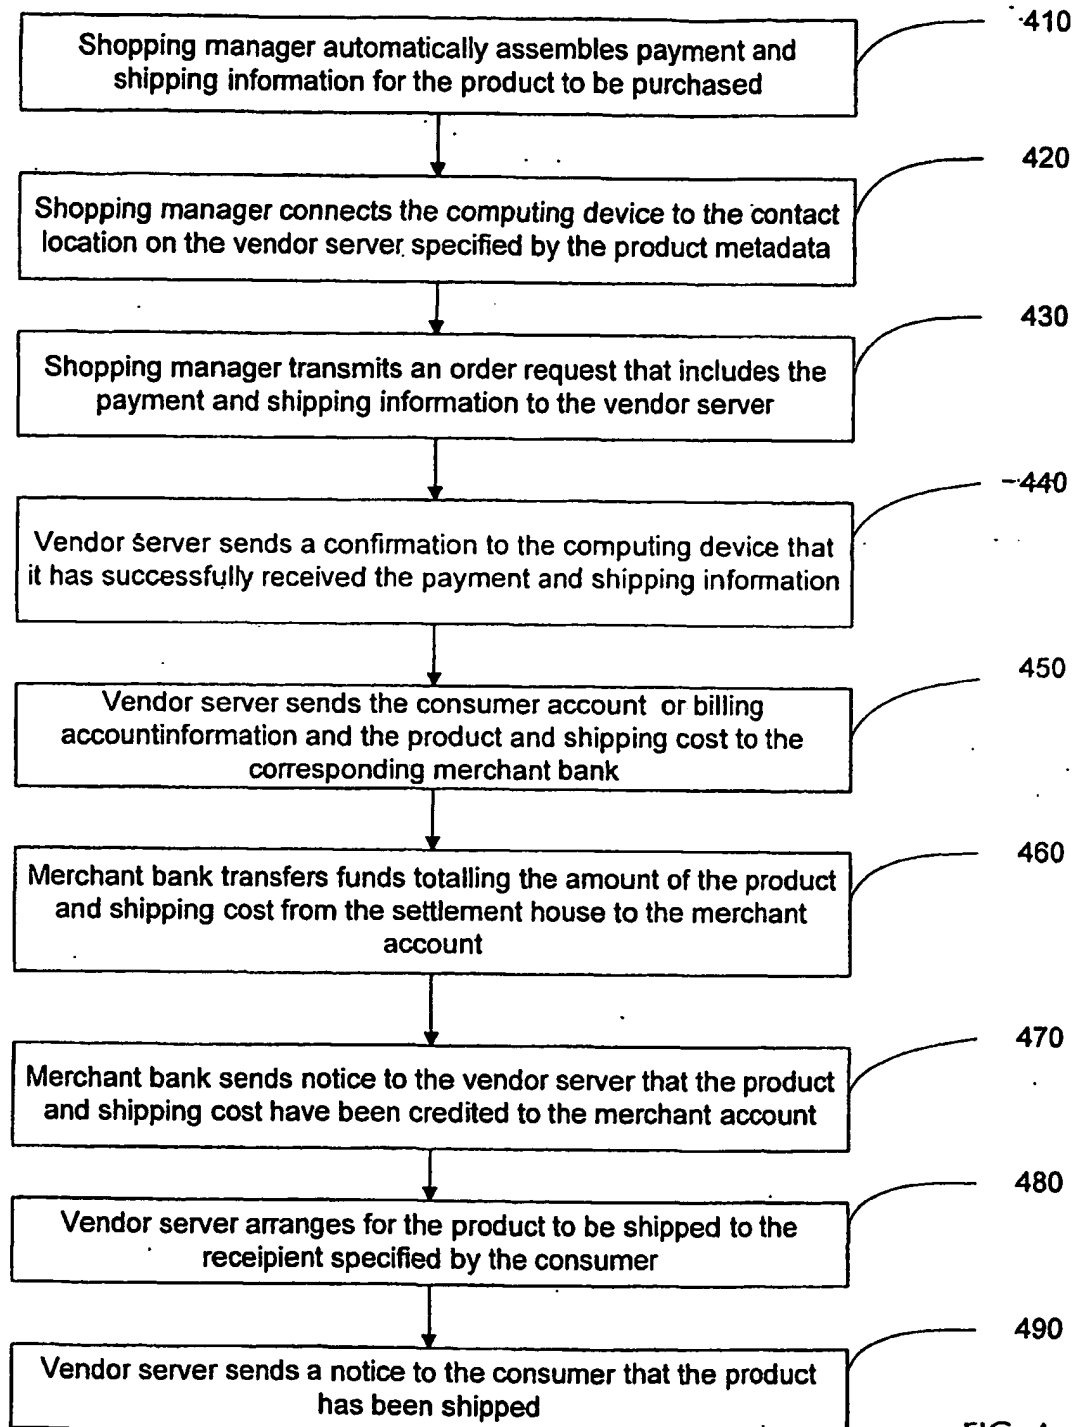 410
Shopping manager automatically assembles payment and
shipping information for the product to be purchased
420
Shopping manager connects the computing device to the contact
location on the vendor server specified by the product metadata
430
Shopping manager transmits an order request that includes the
payment and shipping information to the vendor server
440
Vendor server sends a confirmation to the computing device that
it has successfully received the payment and shipping information
450
Vendor server sends the consumer account or billing
accountinformation and the product and shipping cost to the
corresponding merchant bank
460
Merchant bank transfers funds totalling the amount of the product
and shipping cost from the settlement house to the merchant
account
470
Merchant bank sends notice to the vendor server that the product
and shipping cost have been credited to the merchant account
480
Vendor server arranges for the product to be shipped to the
receipient specified by the consumer
490
Vendor server sends a notice to the consumer that the product
has been shipped